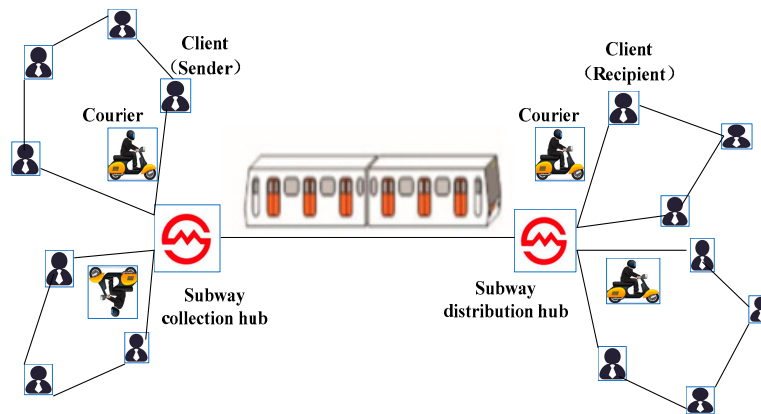 Client
(Sender)
Courier
Client
(Recipient)
Courier
Subway
collection hub
Subway
distribution hub